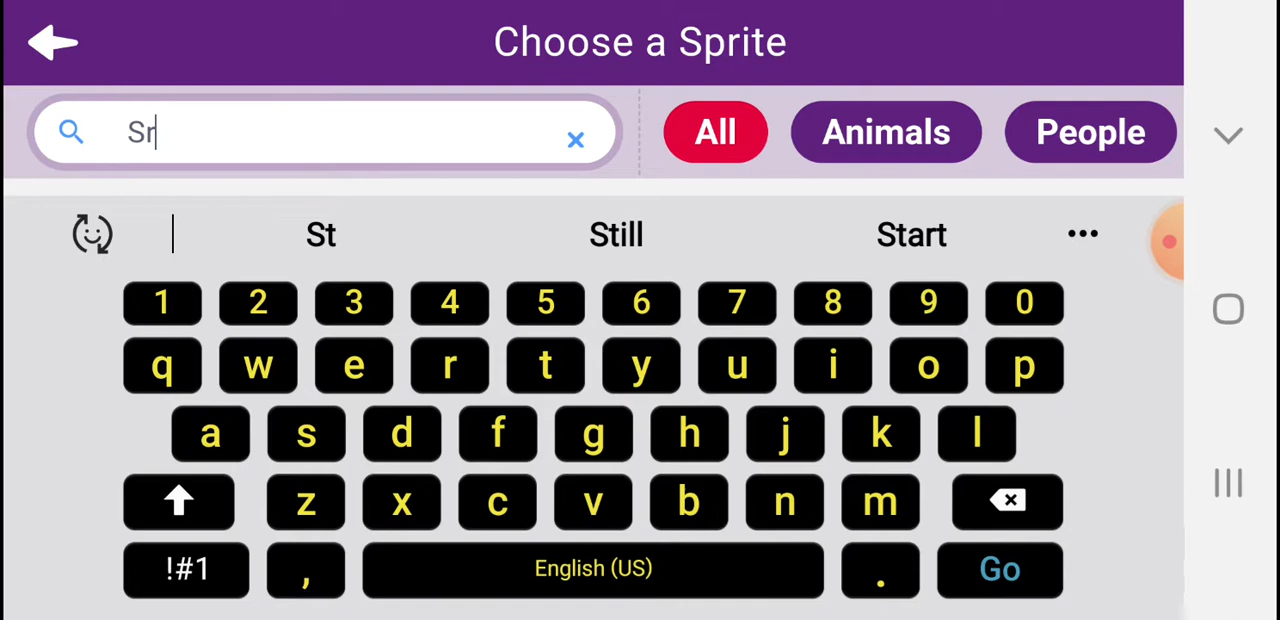 Choose a Sprite
Sr All Animals People
St Still Start
1 2 3 4 5 6 7 8 9 0
q w e r t y u i o p
a s d f g h j k l
z x c v b n m
!#1 , English (US) . Go